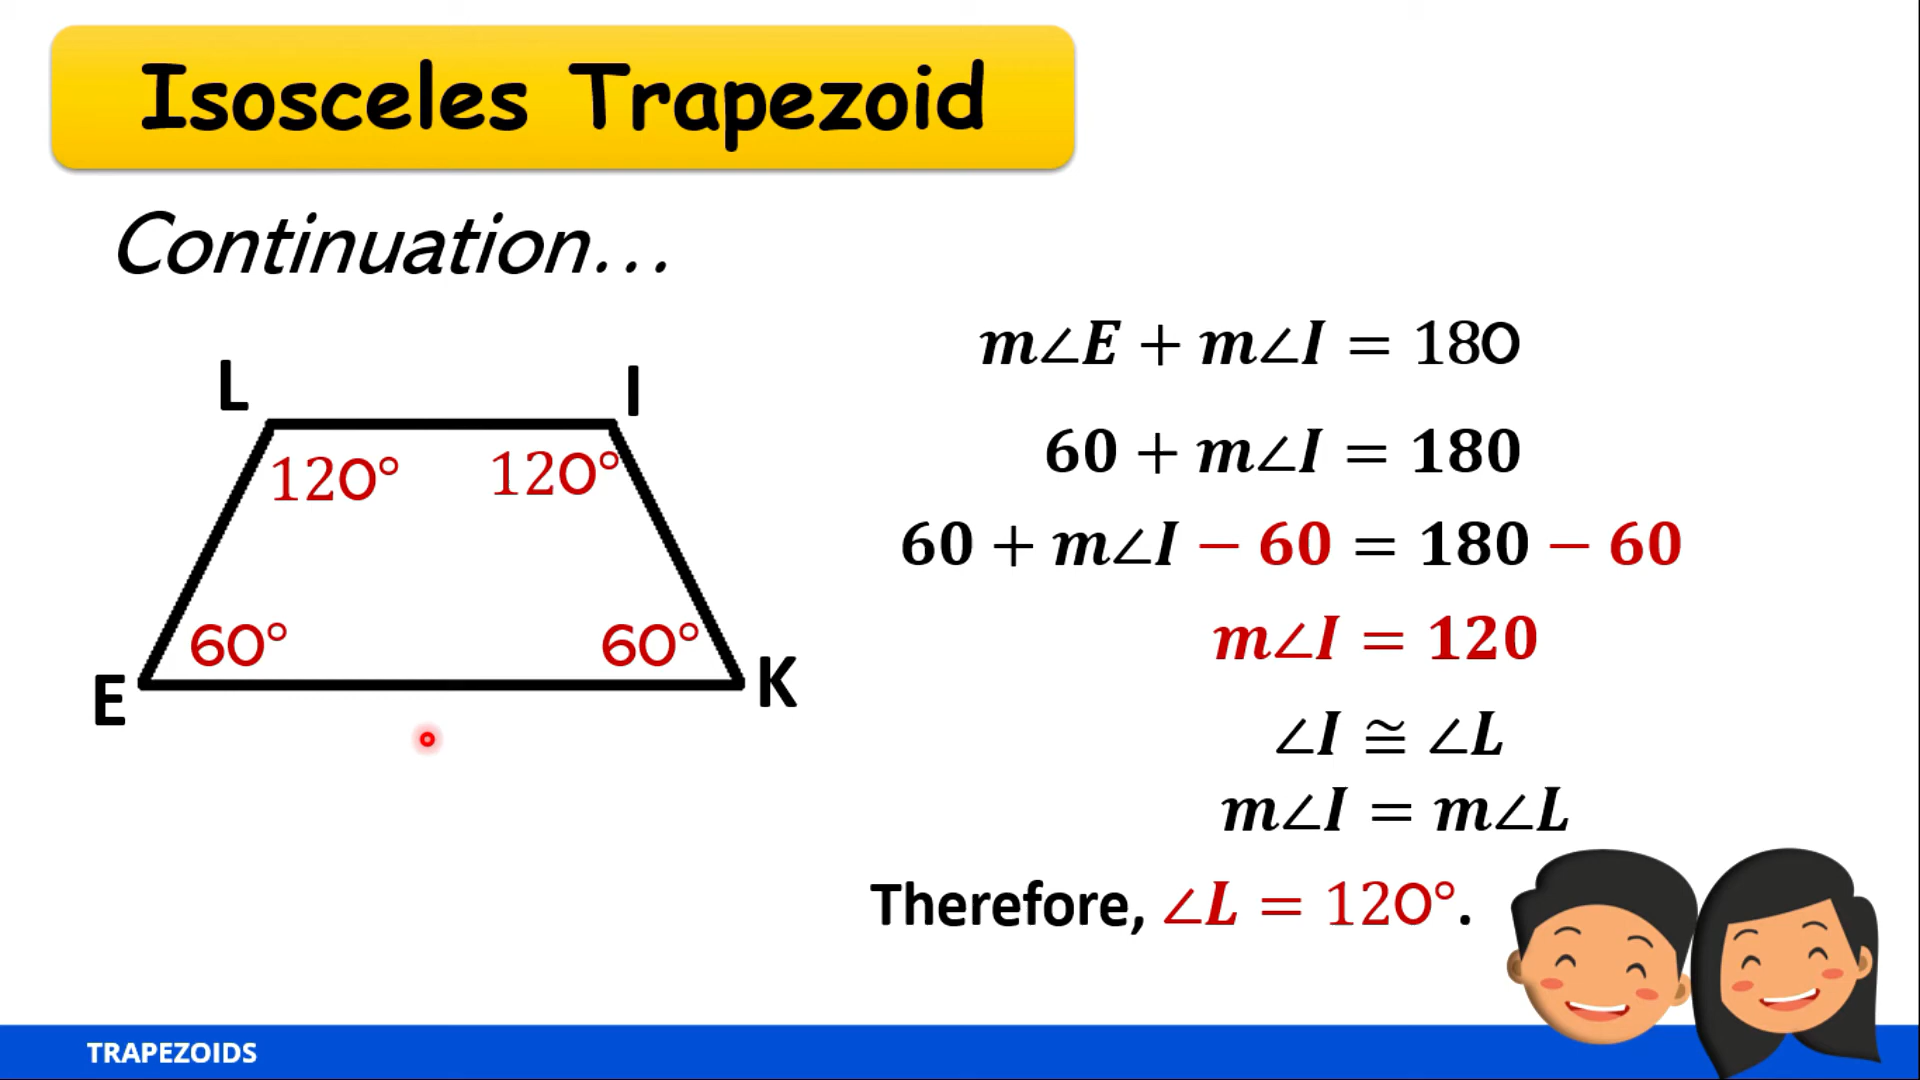 Isosceles Trapezoid
Continuation...
L
I
120°
120°
60°
60°
E
K
m∠E + m∠I = 180
60 + m∠I = 180
60 + m∠I − 60 = 180 − 60
m∠I = 120
∠I ≅ ∠L
m∠I = m∠L
Therefore, ∠L = 120°.
TRAPEZOIDS